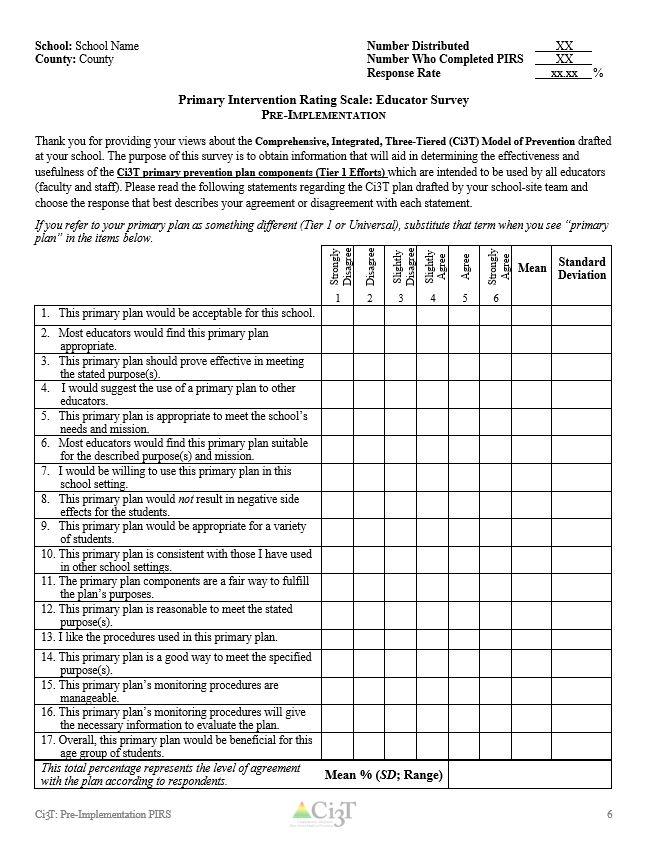 School: School Name
County: County
Number Distributed XX
Number Who Completed PIRS XX
Response Rate xx.xx %
Primary Intervention Rating Scale: Educator Survey
PRE-IMPLEMENTATION
Thank you for providing your views about the Comprehensive, Integrated, Three-Tiered (Ci3T) Model of Prevention drafted
at your school. The purpose of this survey is to obtain information that will aid in determining the effectiveness and
usefulness of the Ci3T primary prevention plan components (Tier 1 Efforts) which are intended to be used by all educators
(faculty and staff). Please read the following statements regarding the Ci3T plan drafted by your school-site team and
choose the response that best describes your agreement or disagreement with each statement.
If you refer to your primary plan as something different (Tier 1 or Universal), substitute that term when you see “primary
plan” in the items below.
Strongly
Disagree
1
Disagree
2
Slightly
Disagree
3
Slightly
Agree
4
Agree
5
Strongly
Agree
6
Mean
Standard
Deviation
1. This primary plan would be acceptable for this school.
2. Most educators would find this primary plan
appropriate.
3. This primary plan should prove effective in meeting
the stated purpose(s).
4. I would suggest the use of a primary plan to other
educators.
5. This primary plan is appropriate to meet the school’s
needs and mission.
6. Most educators would find this primary plan suitable
for the described purpose(s) and mission.
7. I would be willing to use this primary plan in this
school setting.
8. This primary plan would not result in negative side
effects for the students.
9. This primary plan would be appropriate for a variety
of students.
10. This primary plan is consistent with those I have used
in other school settings.
11. The primary plan components are a fair way to fulfill
the plan’s purposes.
12. This primary plan is reasonable to meet the stated
purpose(s).
13. I like the procedures used in this primary plan.
14. This primary plan is a good way to meet the specified
purpose(s).
15. This primary plan’s monitoring procedures are
manageable.
16. This primary plan’s monitoring procedures will give
the necessary information to evaluate the plan.
17. Overall, this primary plan would be beneficial for this
age group of students.
This total percentage represents the level of agreement
with the plan according to respondents.
Mean % (SD; Range)
Ci3T: Pre-Implementation PIRS
Ci3T
6